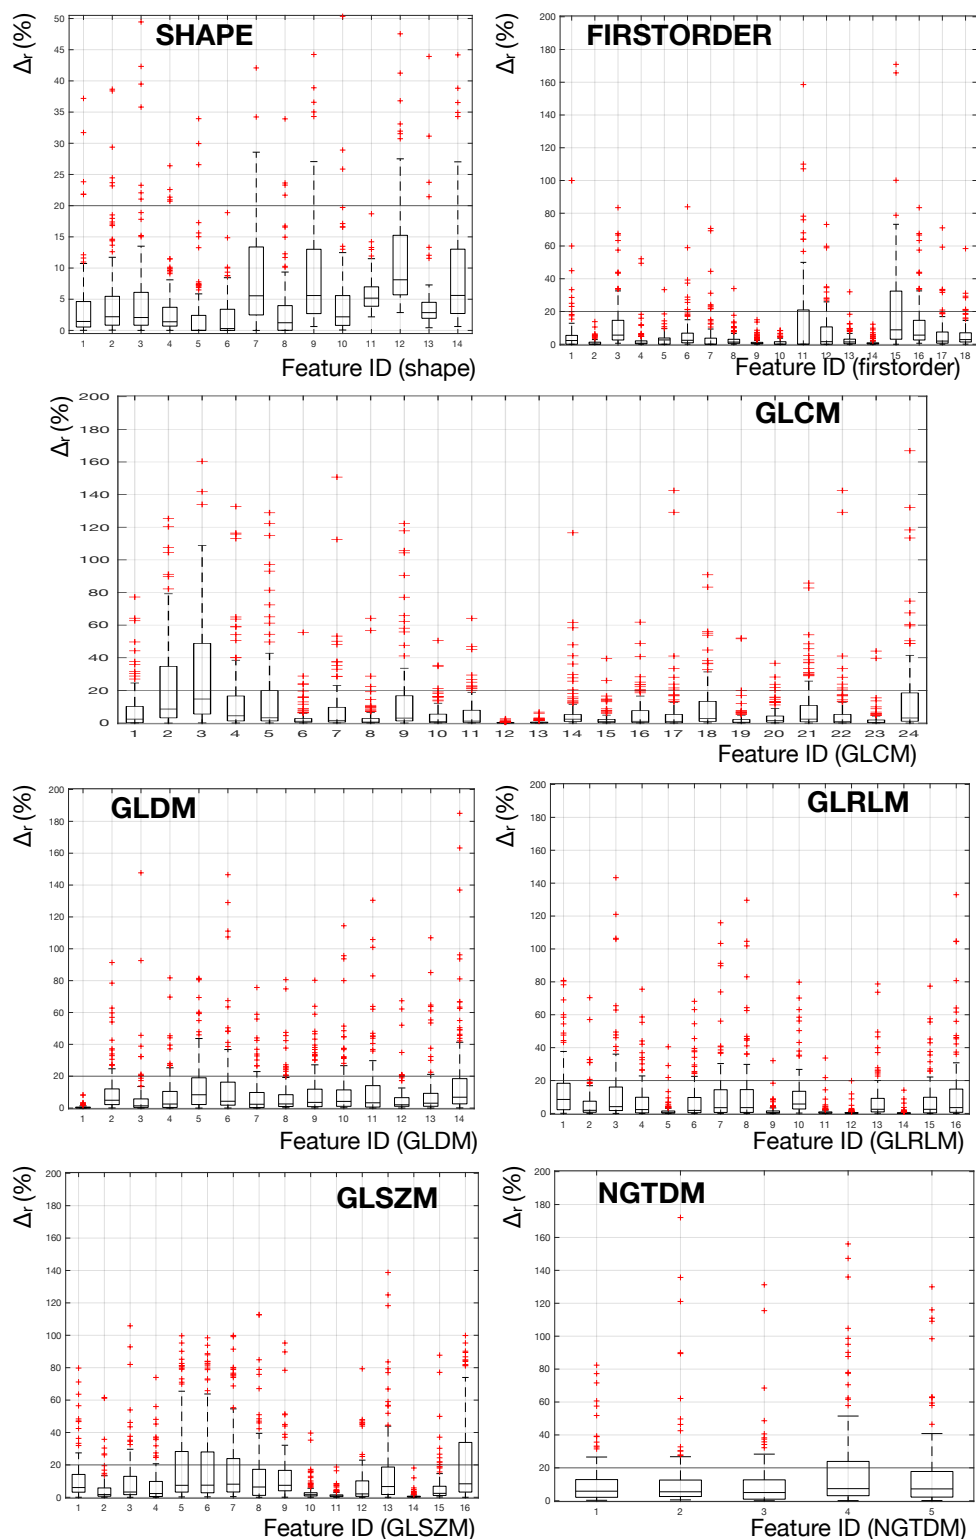 SHAPE
Δr (%)
50
45
40
35
30
25
20
15
10
5
0
1 2 3 4 5 6 7 8 9 10 11 12 13 14
Feature ID (shape)
FIRSTORDER
Δr (%)
200
180
160
140
120
100
80
60
40
20
0
1 2 3 4 5 6 7 8 9 10 11 12 13 14 15 16 17 18
Feature ID (firstorder)
GLCM
Δr (%)
200
180
160
140
120
100
80
60
40
20
0
1 2 3 4 5 6 7 8 9 10 11 12 13 14 15 16 17 18 19 20 21 22 23 24
Feature ID (GLCM)
GLDM
Δr (%)
200
180
160
140
120
100
80
60
40
20
0
1 2 3 4 5 6 7 8 9 10 11 12 13 14
Feature ID (GLDM)
GLRLM
Δr (%)
200
180
160
140
120
100
80
60
40
20
0
1 2 3 4 5 6 7 8 9 10 11 12 13 14 15 16
Feature ID (GLRLM)
GLSZM
Δr (%)
200
180
160
140
120
100
80
60
40
20
0
1 2 3 4 5 6 7 8 9 10 11 12 13 14 15 16
Feature ID (GLSZM)
NGTDM
Δr (%)
200
180
160
140
120
100
80
60
40
20
0
1 2 3 4 5
Feature ID (NGTDM)